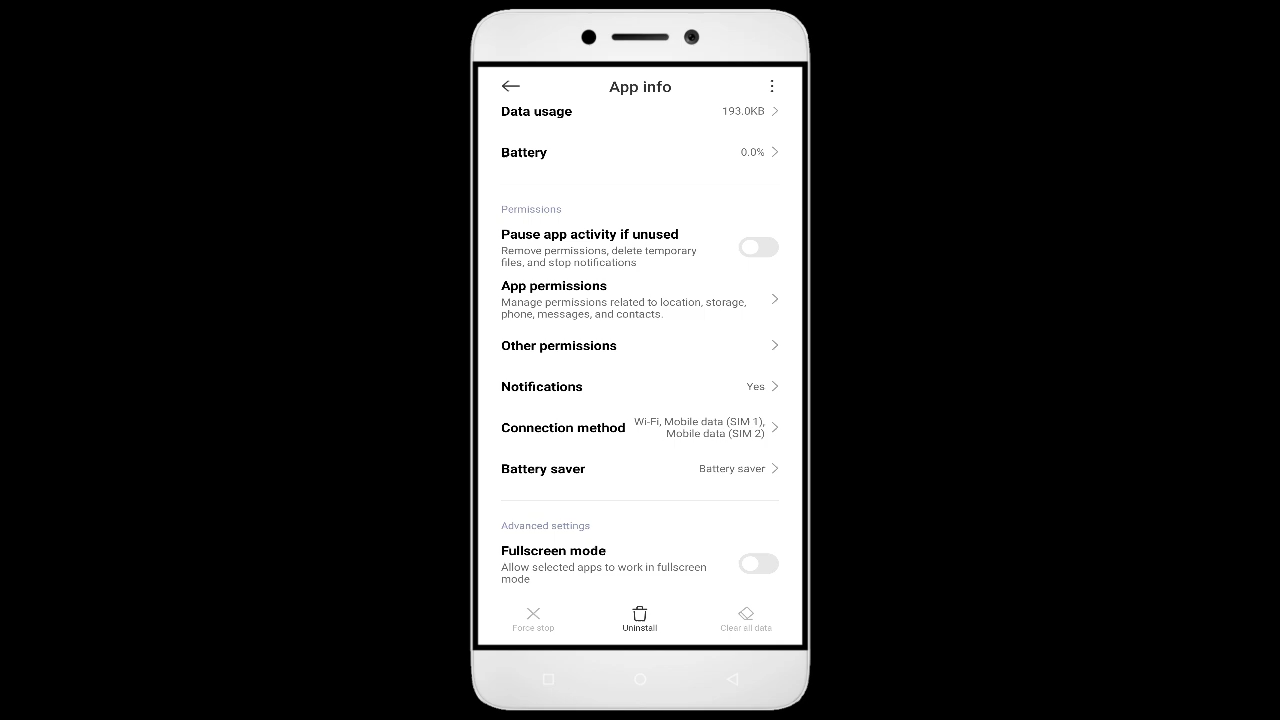 App info
Data usage 193.0KB
Battery 0.0%
Permissions
Pause app activity if unused
Remove permissions, delete temporary
files, and stop notifications
App permissions
Manage permissions related to location, storage,
phone, messages, and contacts.
Other permissions
Notifications Yes
Connection method Wi-Fi, Mobile data (SIM 1),
Mobile data (SIM 2)
Battery saver Battery saver
Advanced settings
Fullscreen mode
Allow selected apps to work in fullscreen
mode
Force stop Uninstall Clear all data